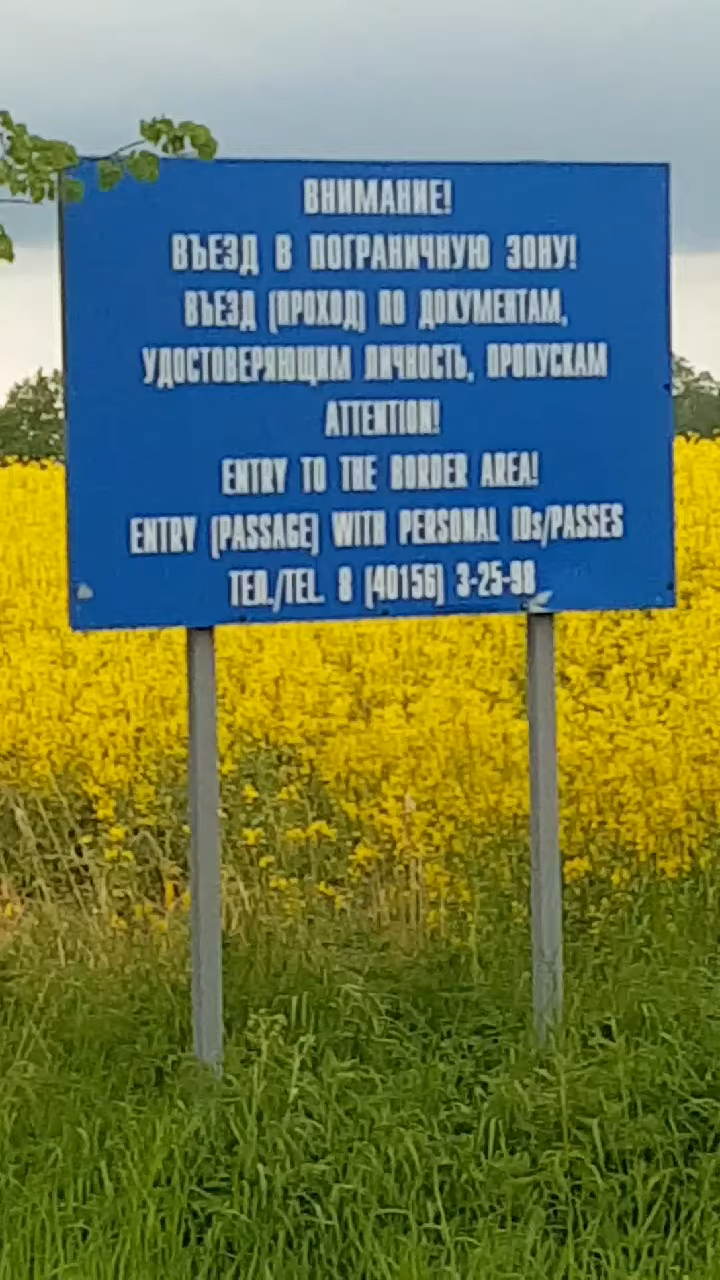 ВНИМАНИЕ!
ВЪЕЗД В ПОГРАНИЧНУЮ ЗОНУ!
ВЪЕЗД (ПРОХОД) ПО ДОКУМЕНТАМ,
УДОСТОВЕРЯЮЩИМ ЛИЧНОСТЬ, ПРОПУСКАМ
ATTENTION!
ENTRY TO THE BORDER AREA!
ENTRY (PASSAGE) WITH PERSONAL IDs/PASSES
ТЕЛ./TEL. 8 (40156) 3-25-98